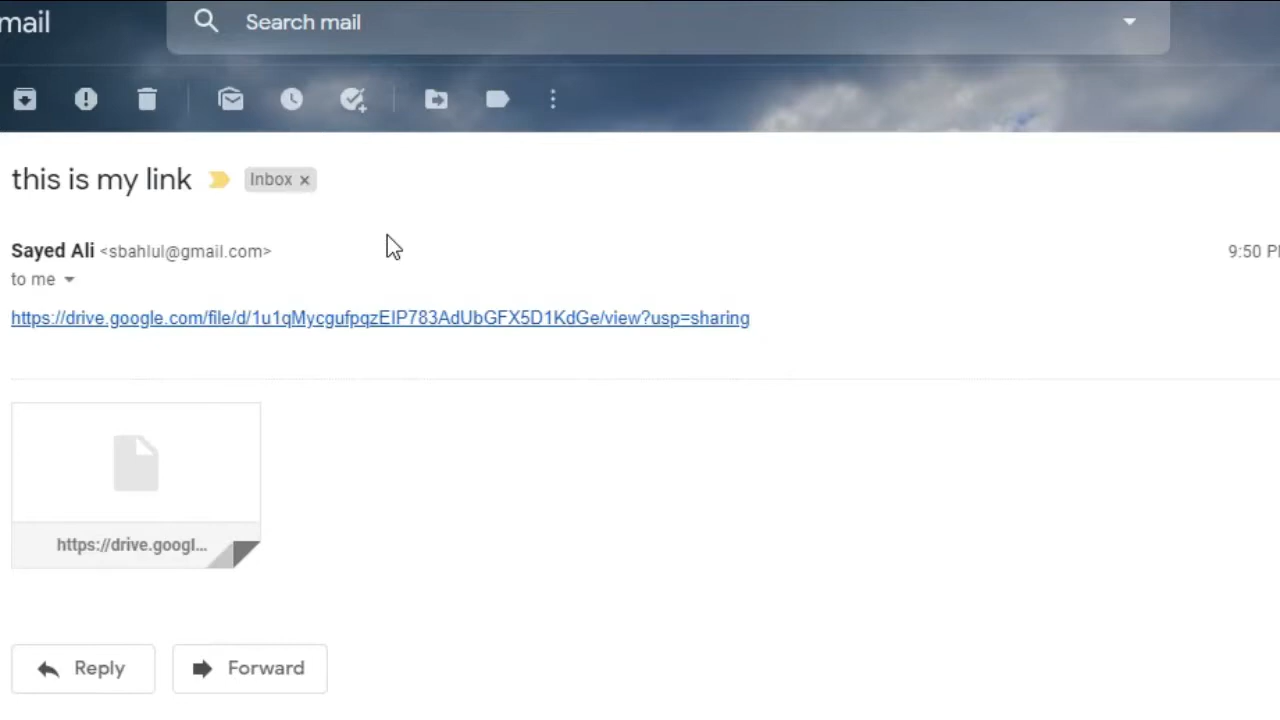 mail
Search mail
this is my link
Inbox ×
Sayed Ali <sbahlul@gmail.com>
9:50 P
to me
https://drive.google.com/file/d/1u1qMycgufpqzEIP783AdUbGFX5D1KdGe/view?usp=sharing
https://drive.googl...
Reply
Forward